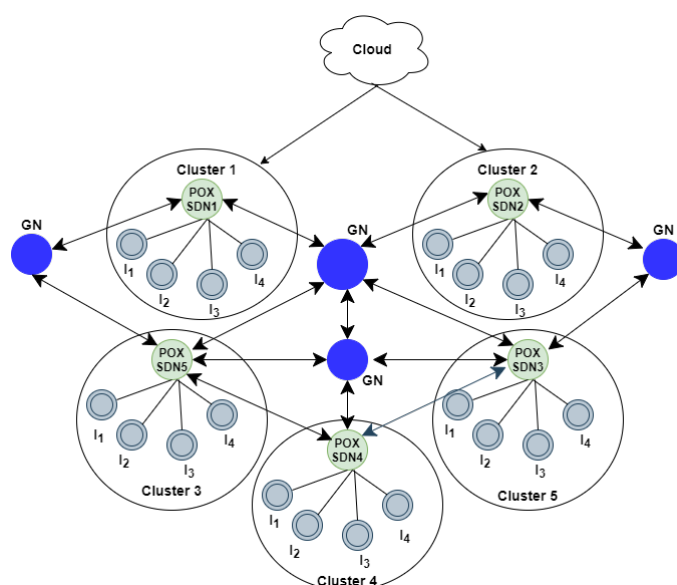 Cloud
Cluster 1
POX
SDN1
I1
I2
I3
I4
Cluster 2
POX
SDN2
I1
I2
I3
I4
GN
GN
GN
POX
SDN5
I1
I2
I3
I4
Cluster 3
GN
POX
SDN3
I1
I2
I3
I4
Cluster 5
POX
SDN4
I1
I2
I3
I4
Cluster 4